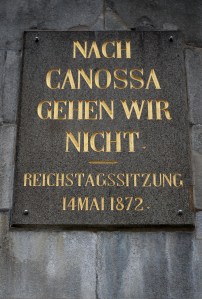 NACH
CANOSSA
GEHEN WIR
NICHT.
REICHSTAGSSITZUNG
14 MAI 1872.